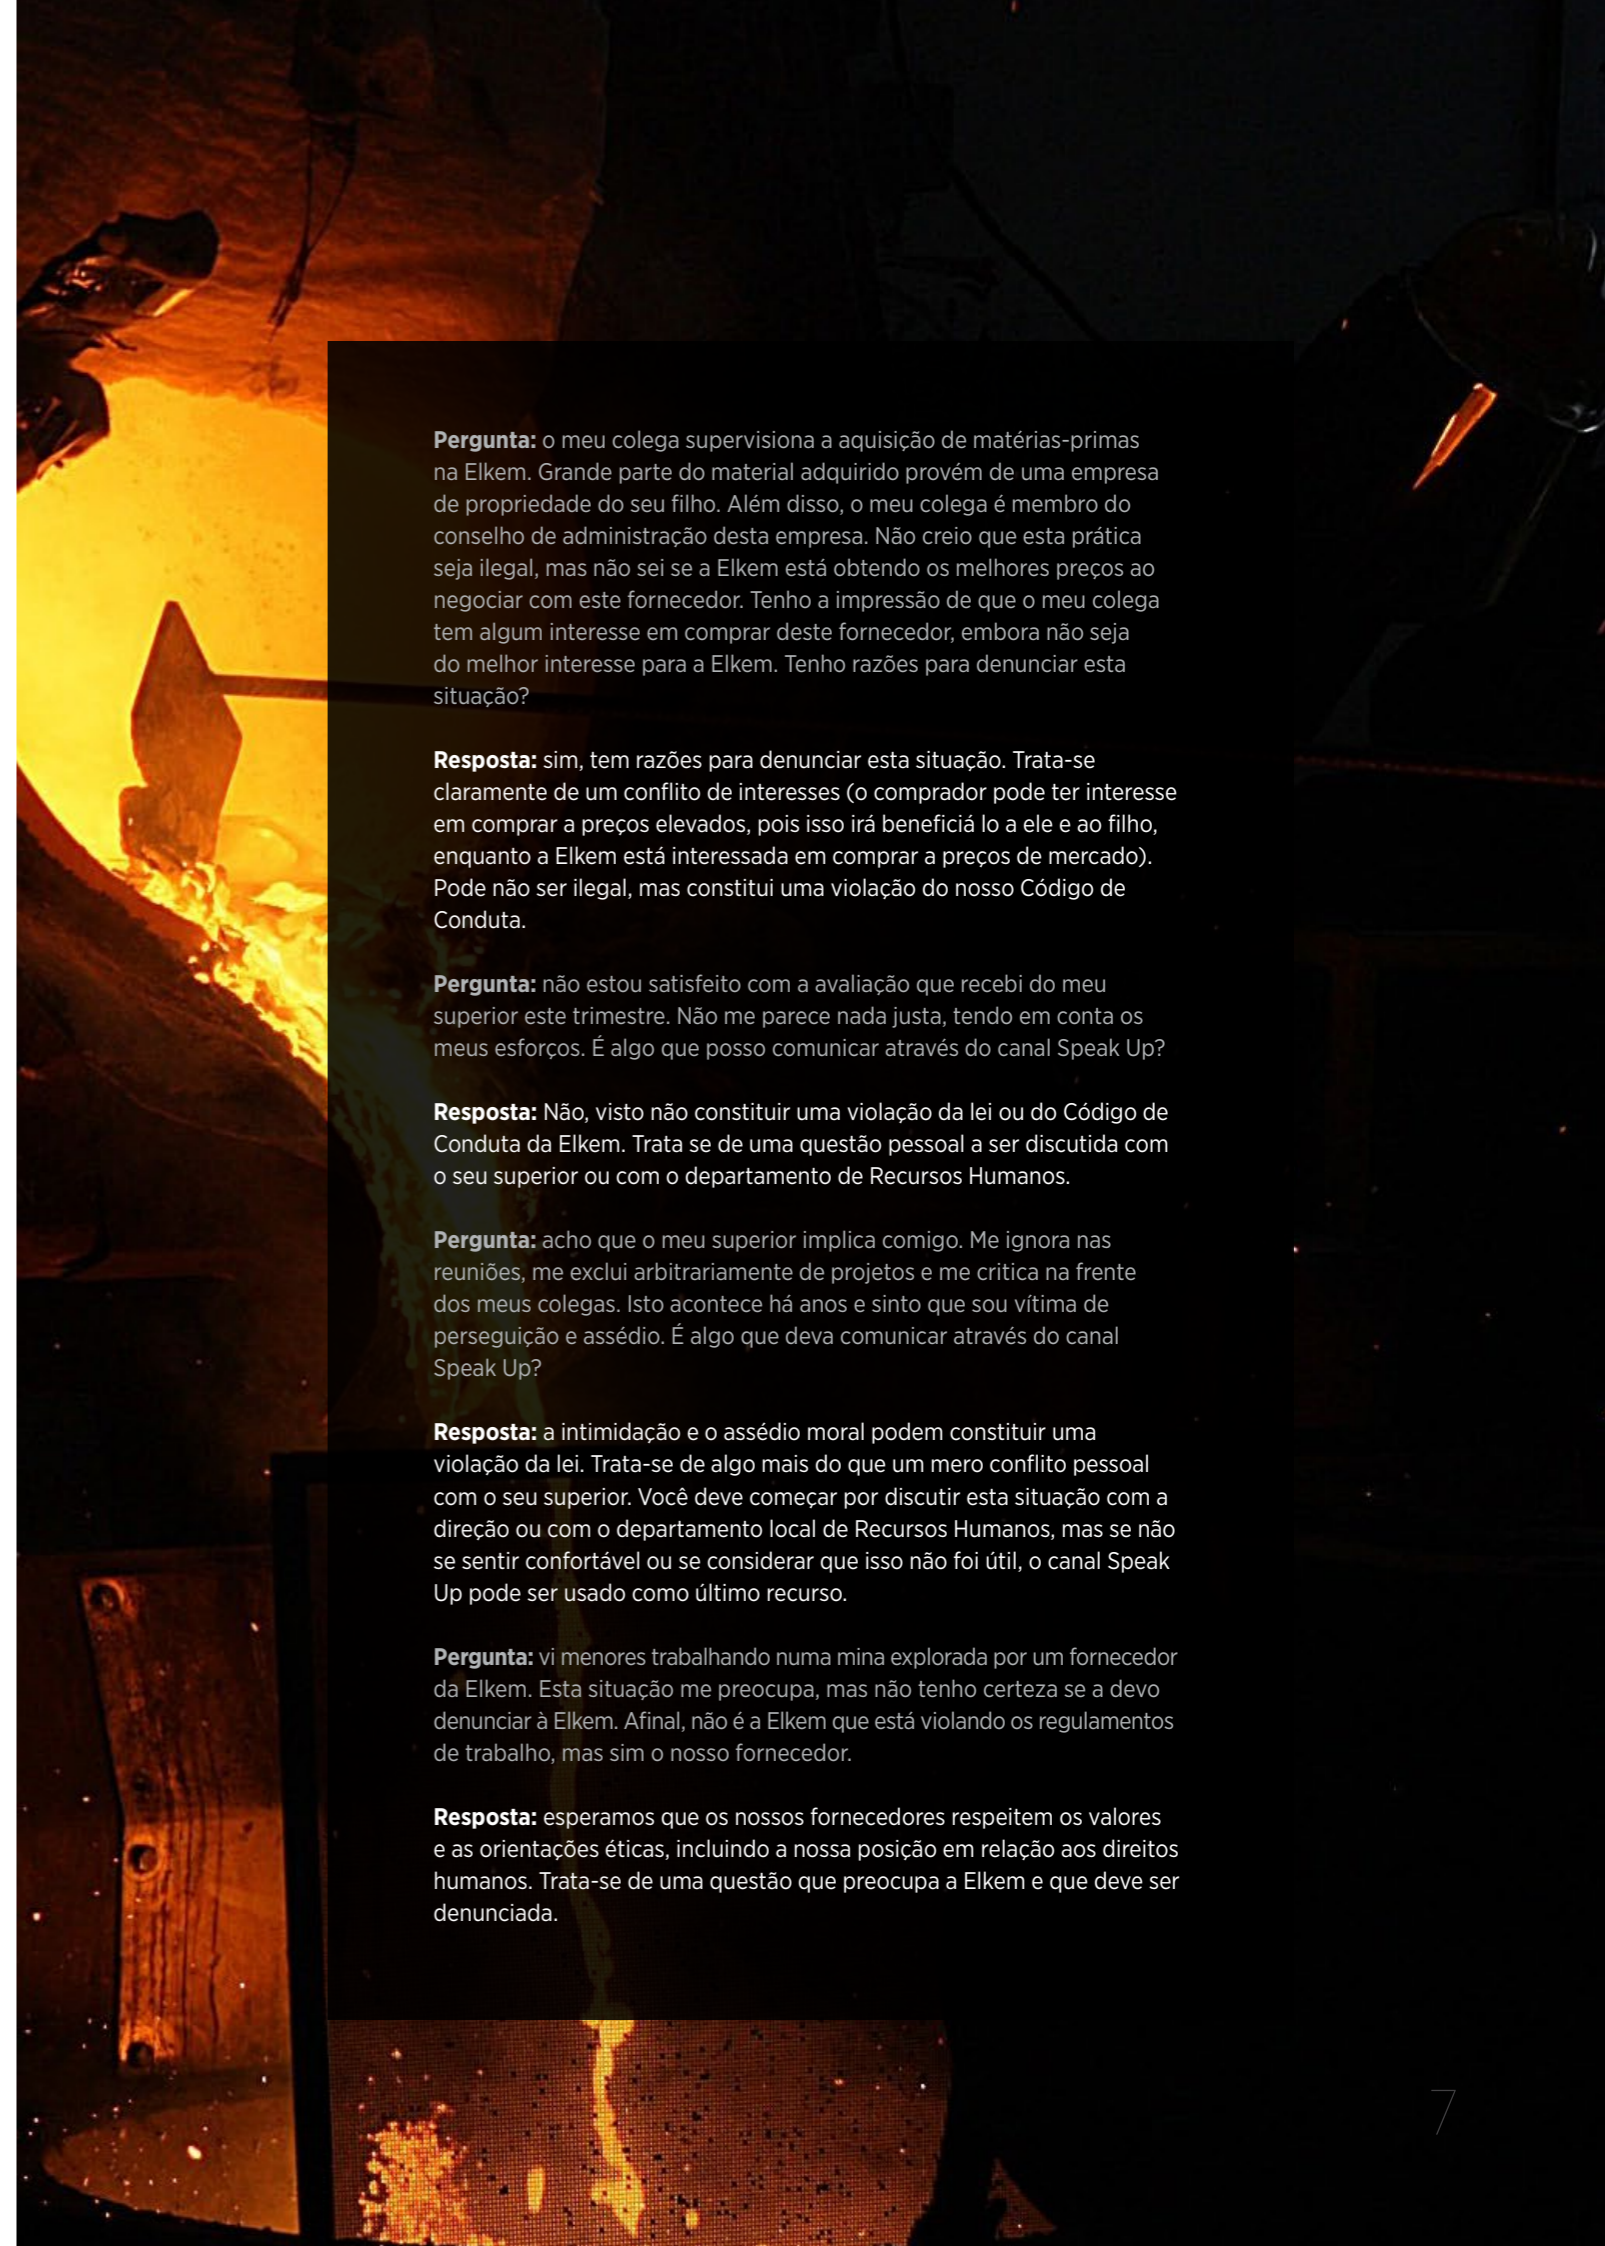 Pergunta: o meu colega supervisiona a aquisição de matérias-primas
na Elkem. Grande parte do material adquirido provém de uma empresa
de propriedade do seu filho. Além disso, o meu colega é membro do
conselho de administração desta empresa. Não creio que esta prática
seja ilegal, mas não sei se a Elkem está obtendo os melhores preços ao
negociar com este fornecedor. Tenho a impressão de que o meu colega
tem algum interesse em comprar deste fornecedor, embora não seja
do melhor interesse para a Elkem. Tenho razões para denunciar esta
situação?
Resposta: sim, tem razões para denunciar esta situação. Trata-se
claramente de um conflito de interesses (o comprador pode ter interesse
em comprar a preços elevados, pois isso irá beneficiá lo a ele e ao filho,
enquanto a Elkem está interessada em comprar a preços de mercado).
Pode não ser ilegal, mas constitui uma violação do nosso Código de
Conduta.
Pergunta: não estou satisfeito com a avaliação que recebi do meu
superior este trimestre. Não me parece nada justa, tendo em conta os
meus esforços. É algo que posso comunicar através do canal Speak Up?
Resposta: Não, visto não constituir uma violação da lei ou do Código de
Conduta da Elkem. Trata se de uma questão pessoal a ser discutida com
o seu superior ou com o departamento de Recursos Humanos.
Pergunta: acho que o meu superior implica comigo. Me ignora nas
reuniões, me exclui arbitrariamente de projetos e me critica na frente
dos meus colegas. Isto acontece há anos e sinto que sou vítima de
perseguição e assédio. É algo que deva comunicar através do canal
Speak Up?
Resposta: a intimidação e o assédio moral podem constituir uma
violação da lei. Trata-se de algo mais do que um mero conflito pessoal
com o seu superior. Você deve começar por discutir esta situação com a
direção ou com o departamento local de Recursos Humanos, mas se não
se sentir confortável ou se considerar que isso não foi útil, o canal Speak
Up pode ser usado como último recurso.
Pergunta: vi menores trabalhando numa mina explorada por um fornecedor
da Elkem. Esta situação me preocupa, mas não tenho certeza se a devo
denunciar à Elkem. Afinal, não é a Elkem que está violando os regulamentos
de trabalho, mas sim o nosso fornecedor.
Resposta: esperamos que os nossos fornecedores respeitem os valores
e as orientações éticas, incluindo a nossa posição em relação aos direitos
humanos. Trata-se de uma questão que preocupa a Elkem e que deve ser
denunciada.
7